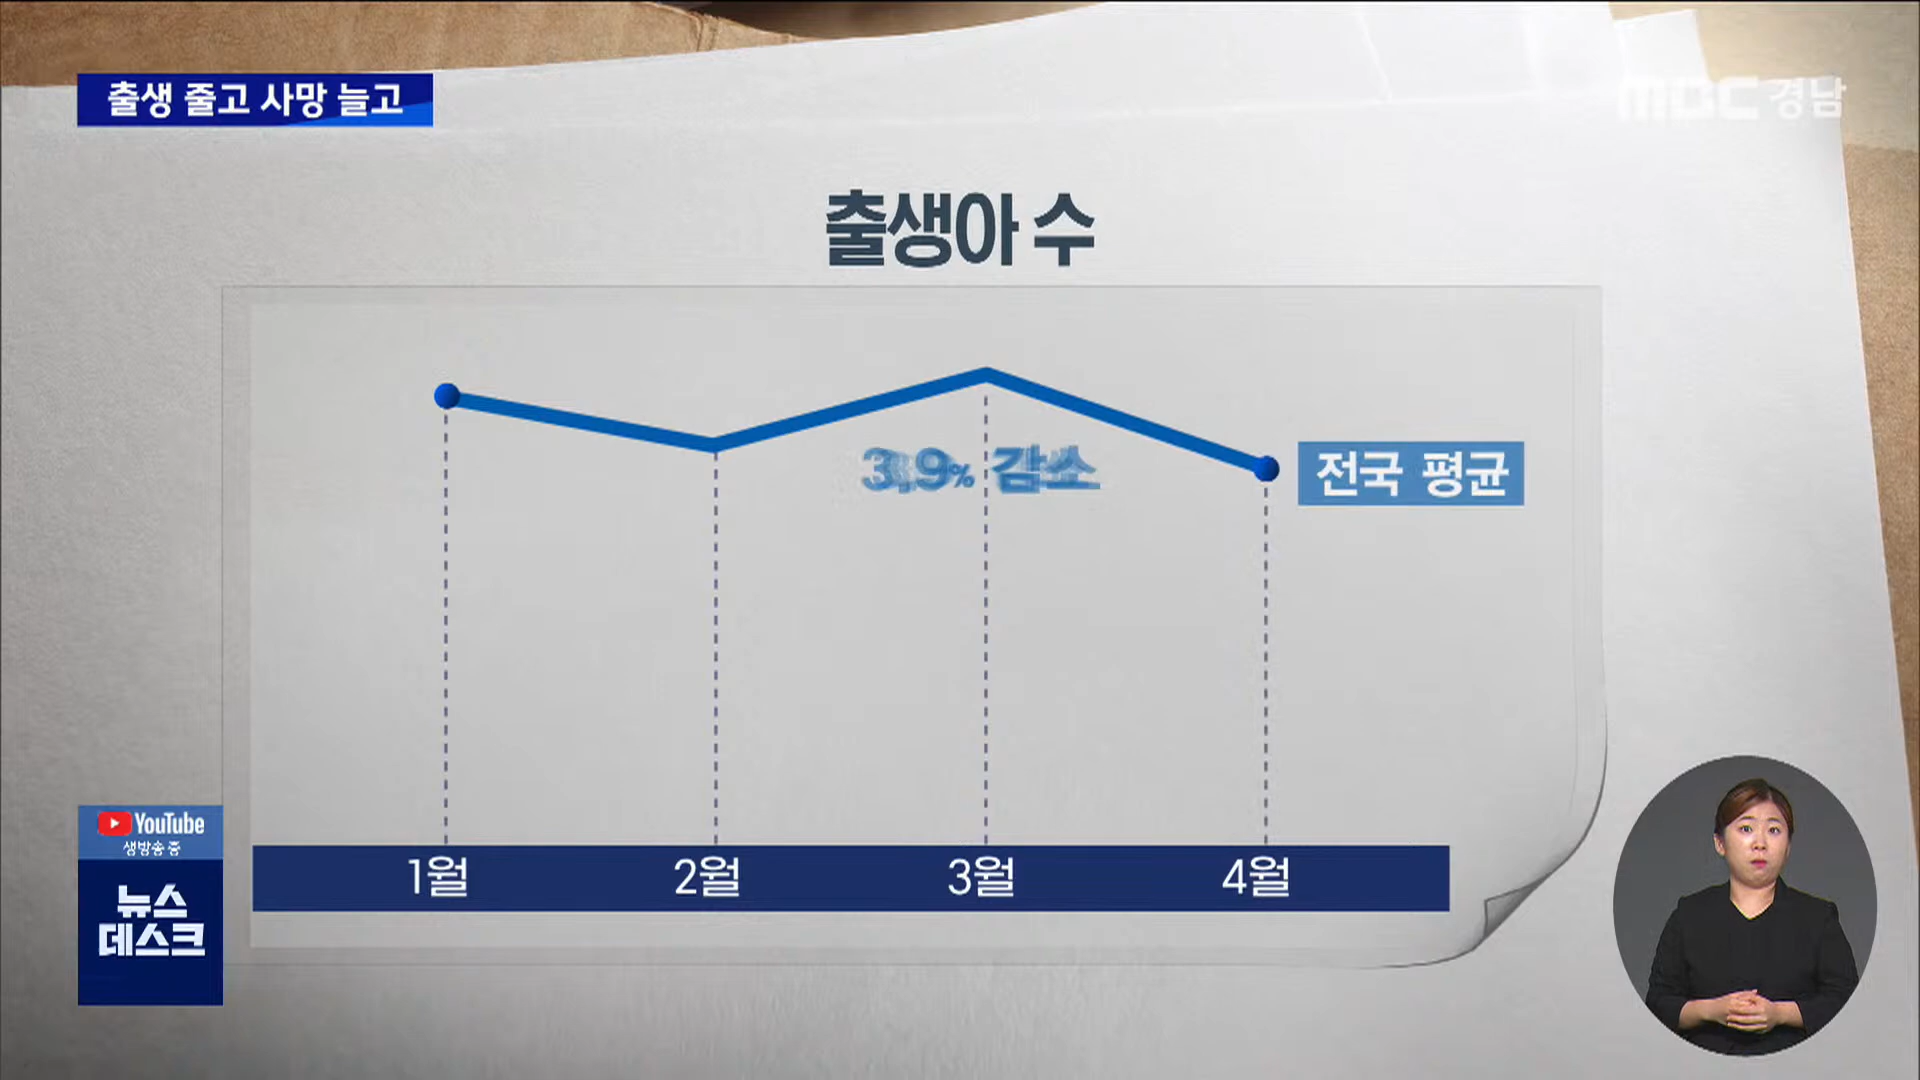 출생 줄고 사망 늘고
MBC경남
출생아 수
3.9% 감소
전국 평균
1월 2월 3월 4월
YouTube
생방송 중
뉴스
데스크